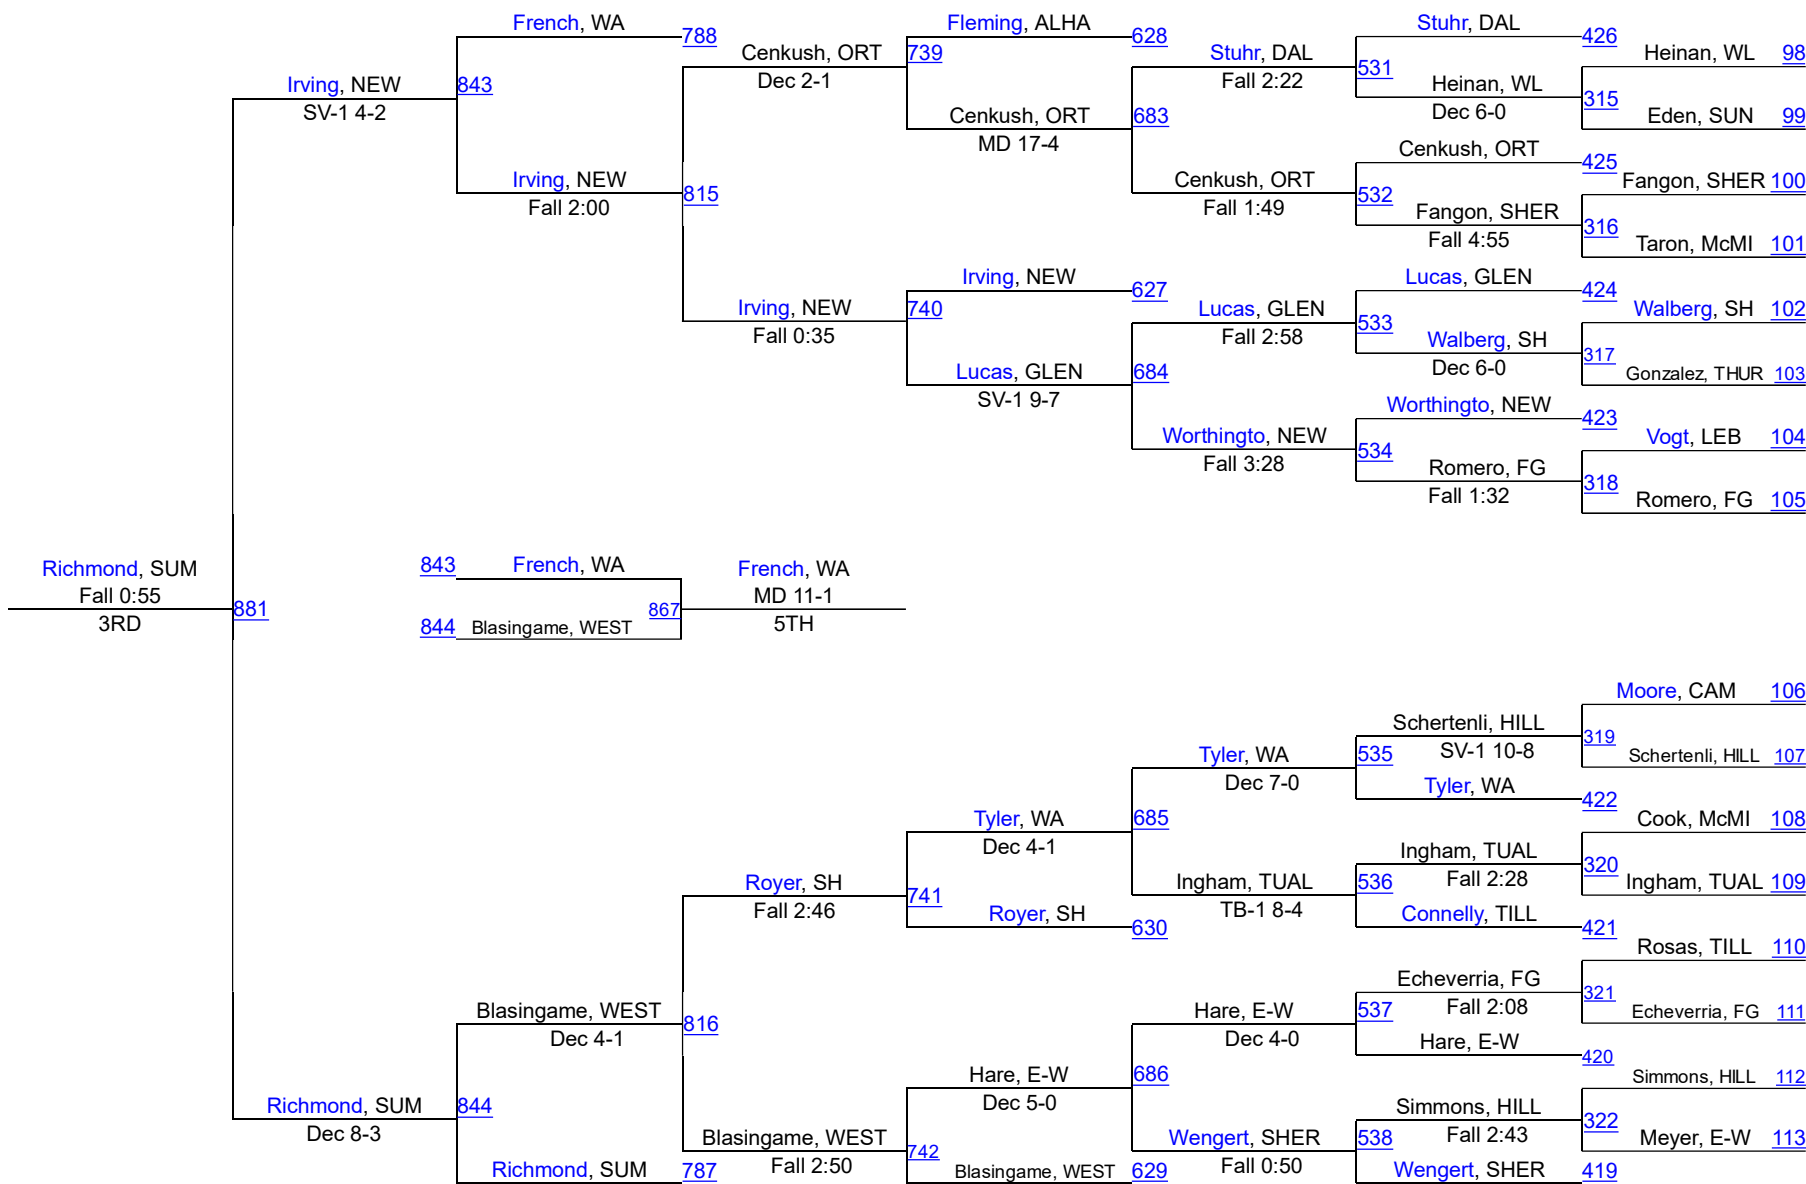 French, WA 788
Fleming, ALHA 628
Stuhr, DAL 426
Cenkush, ORT 739
Stuhr, DAL
Heinan, WL 98
Irving, NEW 843
Dec 2-1
Fall 2:22
531
Heinan, WL
SV-1 4-2
Cenkush, ORT 683
Dec 6-0
315
Eden, SUN 99
MD 17-4
Cenkush, ORT 425
Irving, NEW 815
Cenkush, ORT 532
Fangon, SHER 100
Fall 2:00
Fall 1:49
Fangon, SHER 316
Fall 4:55
Taron, McMI 101
Irving, NEW 627
Lucas, GLEN 424
Irving, NEW 740
Lucas, GLEN 533
Walberg, SH 102
Fall 0:35
Fall 2:58
Walberg, SH 317
Lucas, GLEN 684
Dec 6-0
Gonzalez, THUR 103
SV-1 9-7
Worthingto, NEW 423
Worthingto, NEW 534
Vogt, LEB 104
Fall 3:28
Romero, FG 318
Fall 1:32
Romero, FG 105
Richmond, SUM
843 French, WA
French, WA
Fall 0:55
881
867
MD 11-1
3RD
844 Blasingame, WEST
5TH
Moore, CAM 106
Schertenli, HILL 319
Tyler, WA 535
SV-1 10-8
Schertenli, HILL 107
Dec 7-0
Tyler, WA 422
Tyler, WA 685
Cook, McMI 108
Dec 4-1
Ingham, TUAL 320
Royer, SH 741
Ingham, TUAL 536
Fall 2:28
Ingham, TUAL 109
Fall 2:46
Royer, SH 630
TB-1 8-4
Connelly, TILL 421
Rosas, TILL 110
Echeverria, FG 321
Blasingame, WEST 816
Hare, E-W 537
Fall 2:08
Echeverria, FG 111
Dec 4-1
Dec 4-0
Hare, E-W 420
Hare, E-W 686
Simmons, HILL 112
Richmond, SUM 844
Dec 5-0
Simmons, HILL 322
Dec 8-3
Blasingame, WEST 742
Wengert, SHER 538
Fall 2:43
Meyer, E-W 113
Richmond, SUM 787
Fall 2:50
Blasingame, WEST 629
Fall 0:50
Wengert, SHER 419